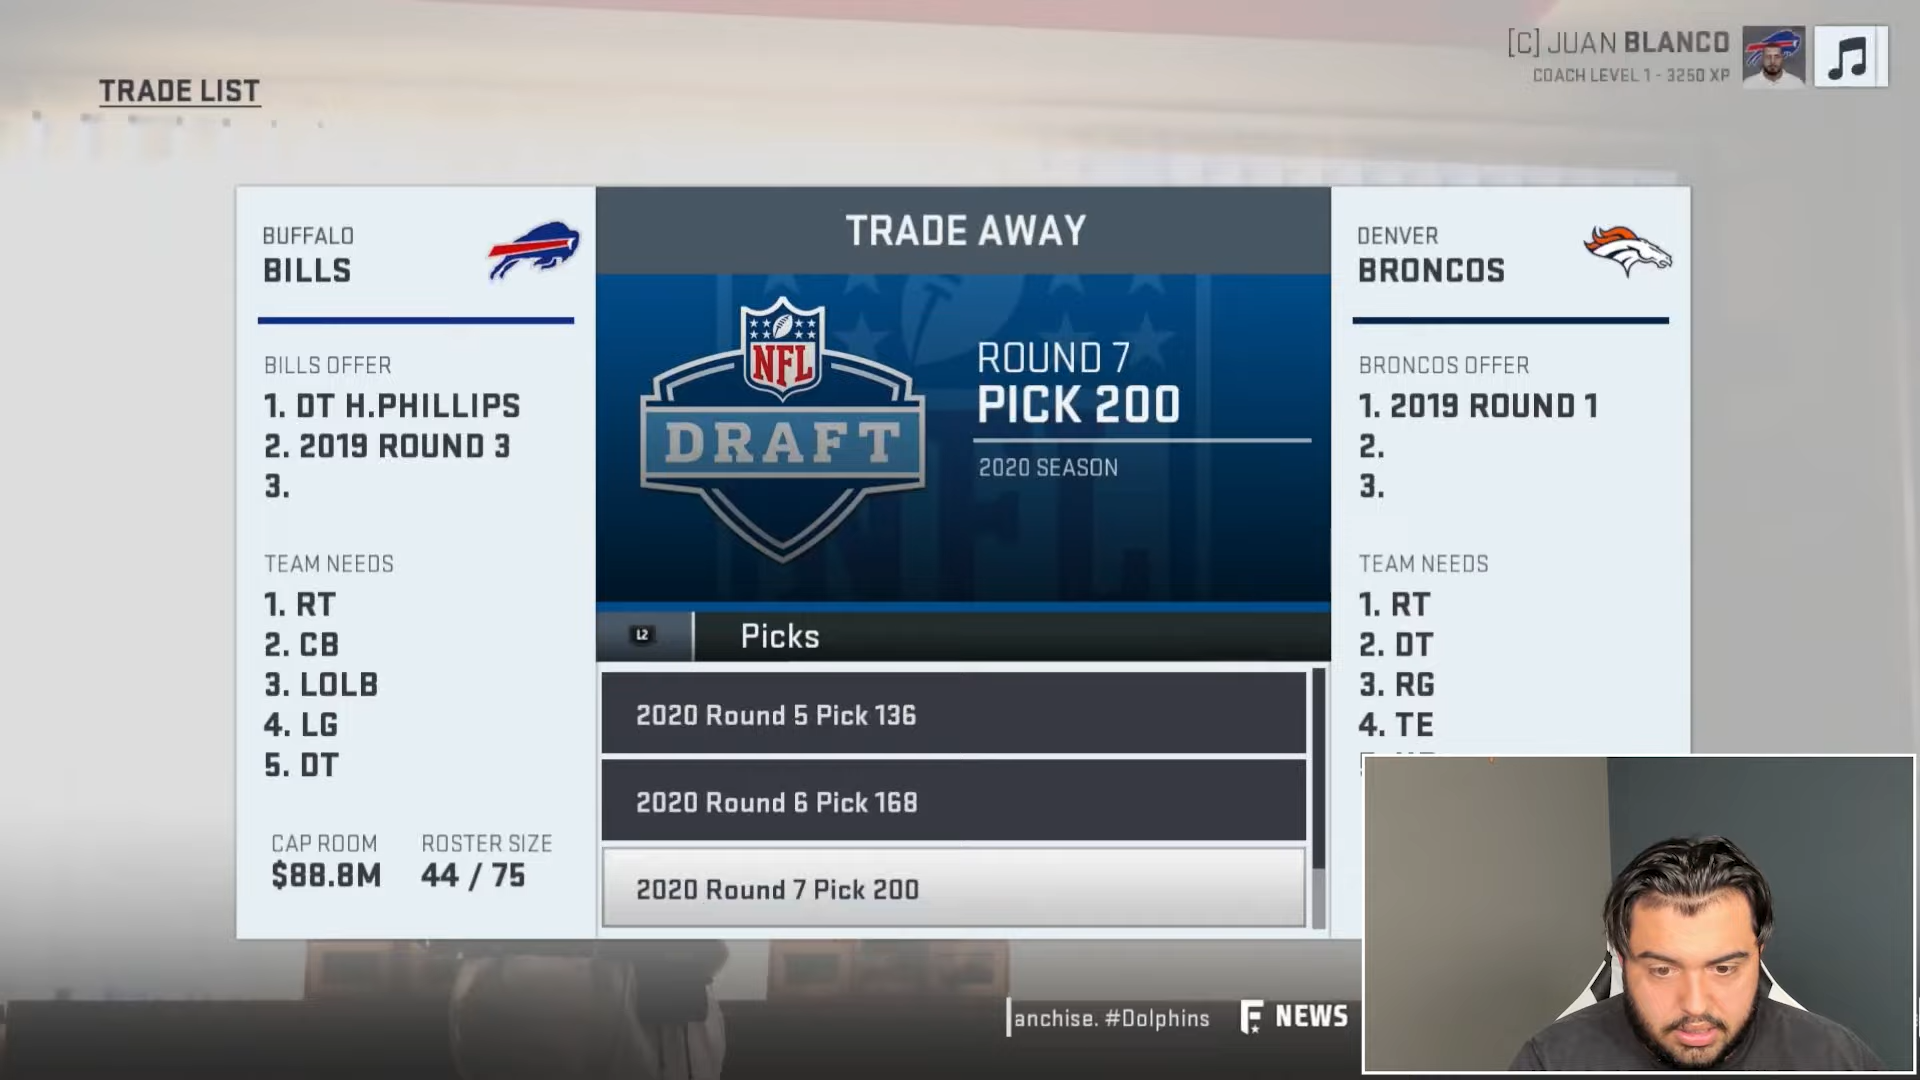 TRADE LIST
[C] JUAN BLANCO
COACH LEVEL 1 - 3250 XP
BUFFALO
BILLS
BILLS OFFER
1. DT H.PHILLIPS
2. 2019 ROUND 3
3.
TEAM NEEDS
1. RT
2. CB
3. LOLB
4. LG
5. DT
CAP ROOM
$88.8M
ROSTER SIZE
44 / 75
TRADE AWAY
NFL
DRAFT
ROUND 7
PICK 200
2020 SEASON
L2
Picks
2020 Round 5 Pick 136
2020 Round 6 Pick 168
2020 Round 7 Pick 200
DENVER
BRONCOS
BRONCOS OFFER
1. 2019 ROUND 1
2.
3.
TEAM NEEDS
1. RT
2. DT
3. RG
4. TE
anchise. #Dolphins
F NEWS